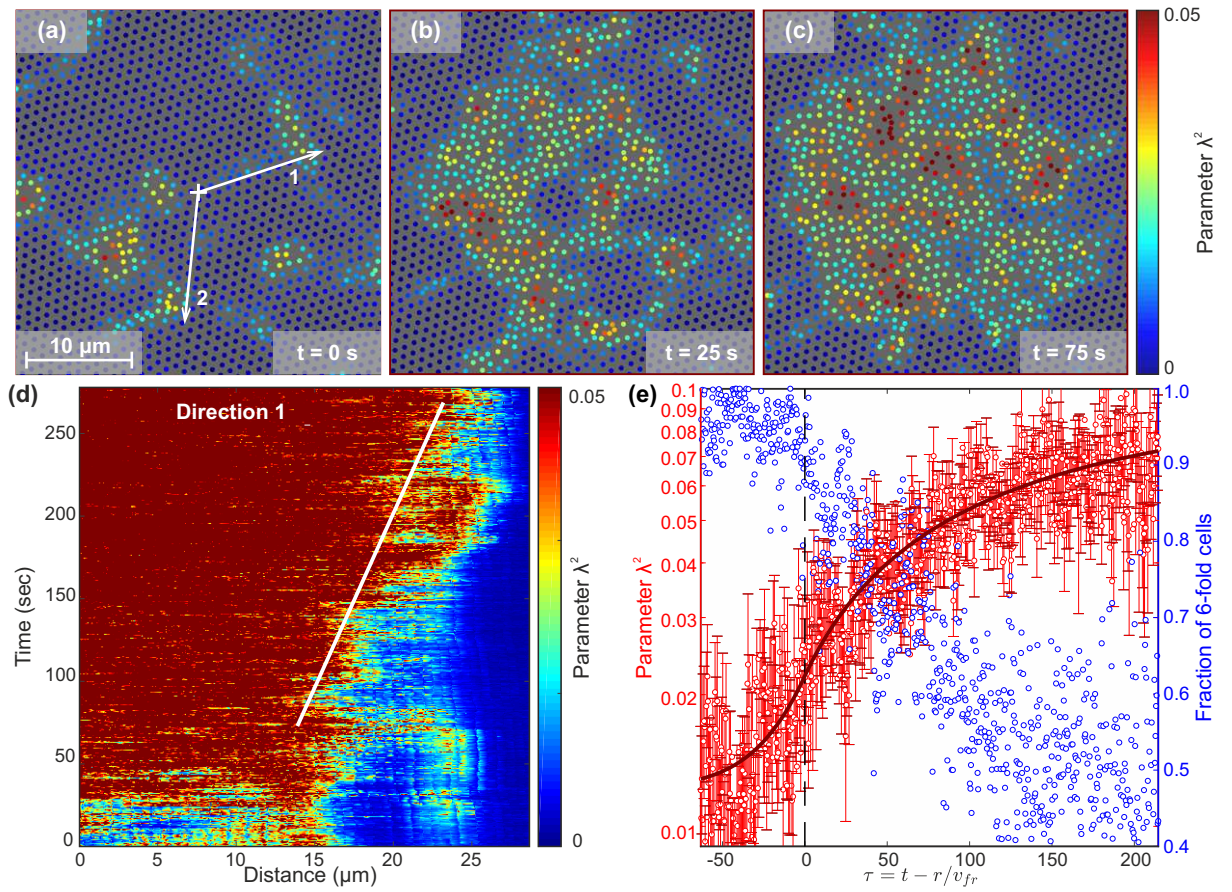 (a)
(b)
(c)
1
2
10 µm
t = 0 s
t = 25 s
t = 75 s
0.05
Parameter λ²
0
(d)
Direction 1
Time (sec)
250
200
150
100
50
0
0 5 10 15 20 25
Distance (µm)
0.05
Parameter λ²
0
(e)
Parameter λ²
0.1
0.09
0.08
0.07
0.06
0.05
0.04
0.03
0.02
0.01
-50 0 50 100 150 200
τ = t − r/v_{fr}
1.0
0.9
0.8
0.7
0.6
0.5
0.4
Fraction of 6-fold cells